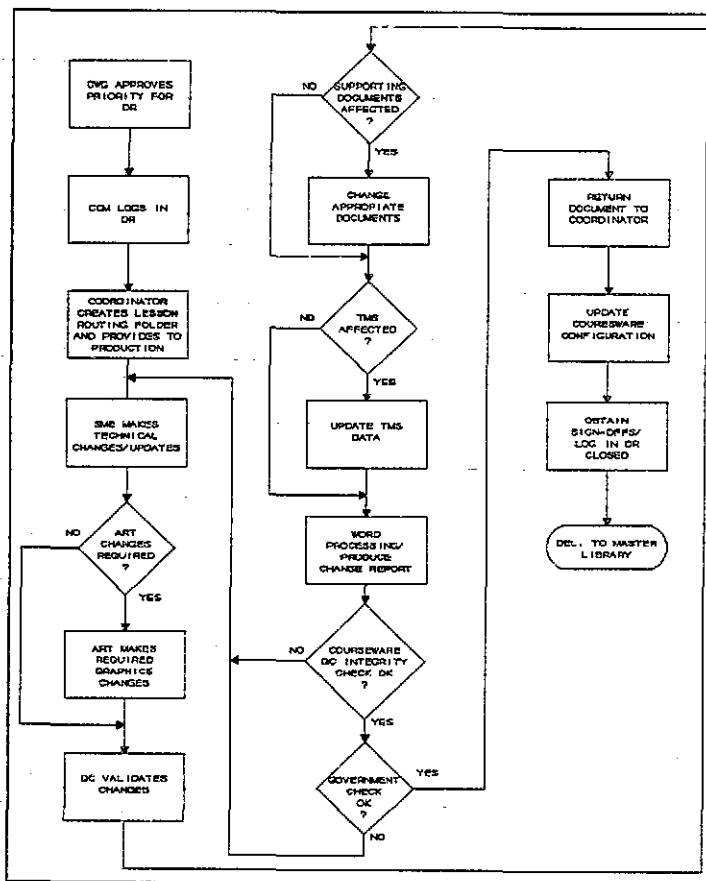 CWG APPROVES
PRIORITY FOR
DR
CCM LOGS IN
DR
COORDINATOR
CREATES LESSON
ROUTING FOLDER
AND PROVIDES TO
PRODUCTION
SME MAKES
TECHNICAL
CHANGES/UPDATES
NO
ART
CHANGES
REQUIRED
?
YES
ART MAKES
REQUIRED
GRAPHICS
CHANGES
QC VALIDATES
CHANGES
NO
SUPPORTING
DOCUMENTS
AFFECTED
?
YES
CHANGE
APPROPRIATE
DOCUMENTS
NO
TMS
AFFECTED
?
YES
UPDATE TMS
DATA
WORD
PROCESSING/
PRODUCE
CHANGE REPORT
NO
COURSEWARE
QC INTEGRITY
CHECK OK
?
YES
GOVERNMENT
CHECK
OK
?
YES
NO
RETURN
DOCUMENT TO
COORDINATOR
UPDATE
COURESWARE
CONFIGURATION
OBTAIN
SIGN-OFFS/
LOG IN DR
CLOSED
DEL. TO MASTER
LIBRARY